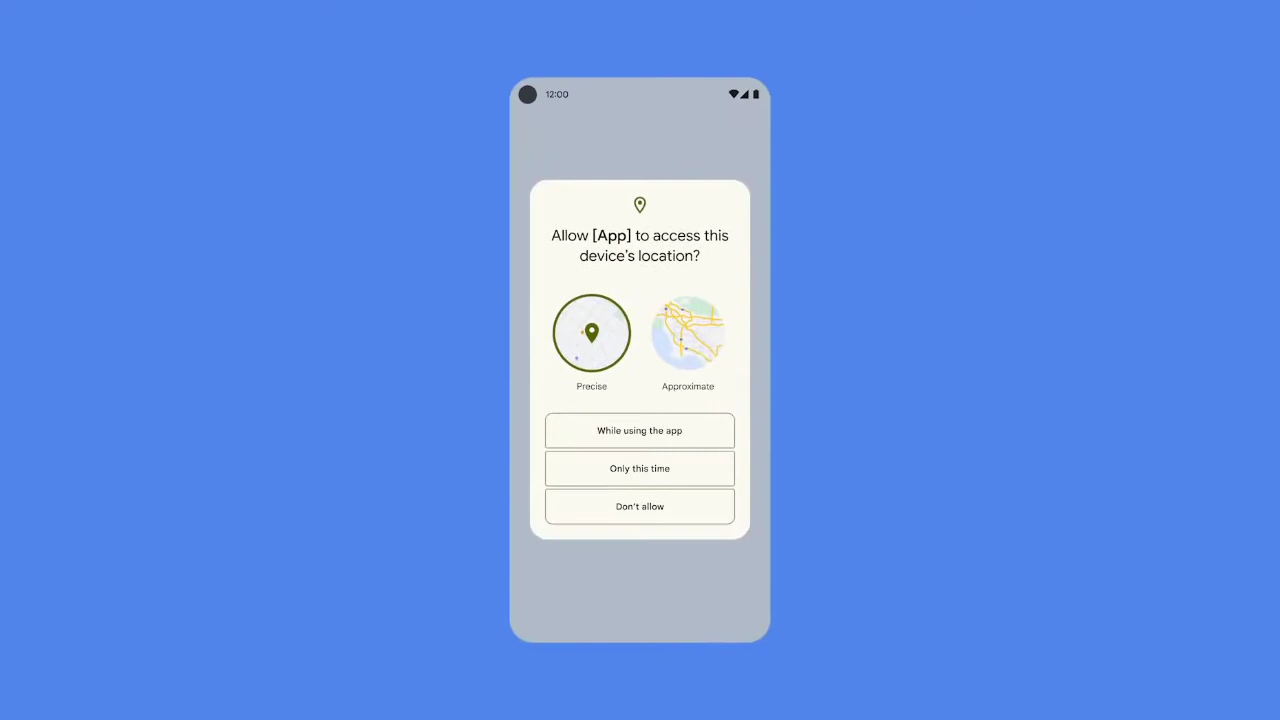 12:00
Allow [App] to access this
device's location?
Precise
Approximate
While using the app
Only this time
Don't allow